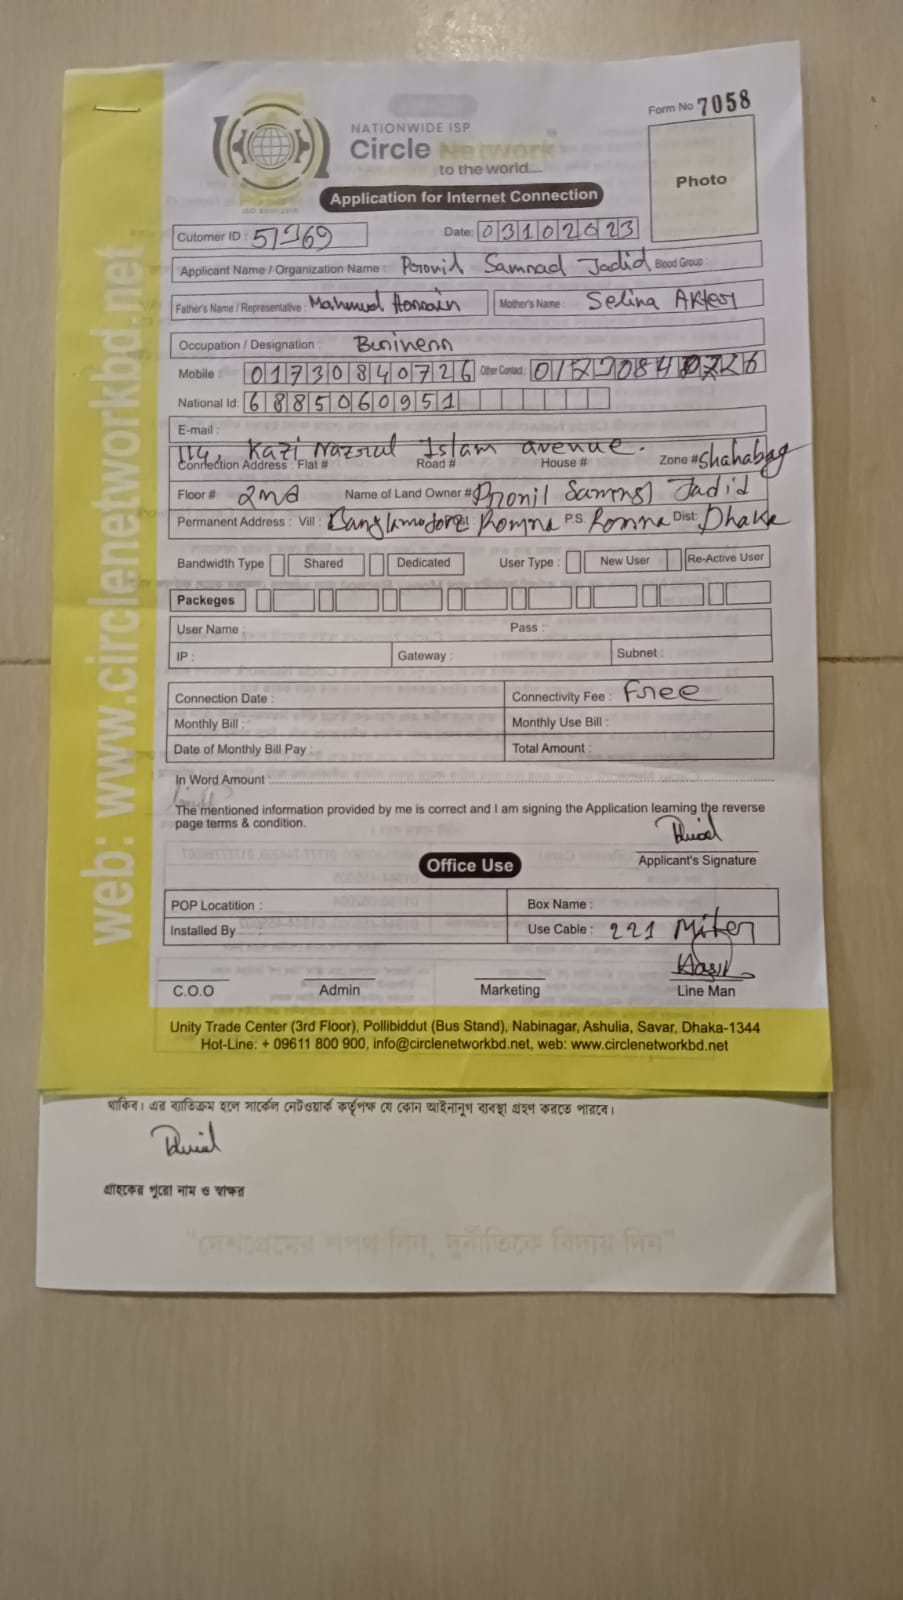 Form No 7058
NATIONWIDE ISP
Circle Network
to the world....
ISO 9001:2015
Photo
Application for Internet Connection
Cutomer ID : 57369 Date: 03102023
Applicant Name / Organization Name : Samnad Jadid Blood Group :
Father's Name / Representative : Mahmud Hossain Mother's Name : Selina Akter
Occupation / Designation : Business
Mobile : 01730840726 Other Contact :
National Id: 6885060951
E-mail :
114, Kazi Nazrul Islam avenue.
Connection Address : Flat # Road # House # Zone # Shahabag
Floor # 2nd Name of Land Owner # Jadid
Permanent Address : Vill : P.S. Romna Dist: Dhaka
Bandwidth Type Shared Dedicated User Type : New User Re-Active User
Packeges
User Name : Pass :
IP : Gateway : Subnet :
Connection Date : Connectivity Fee : Free
Monthly Bill : Monthly Use Bill :
Date of Monthly Bill Pay : Total Amount :
In Word Amount
The mentioned information provided by me is correct and I am signing the Application learning the reverse
page terms & condition.
Applicant's Signature
Office Use
POP Locatition : Box Name :
Installed By Use Cable : 221 Miter
C.O.O Admin Marketing Line Man
Unity Trade Center (3rd Floor), Pollibiddut (Bus Stand), Nabinagar, Ashulia, Savar, Dhaka-1344
Hot-Line: + 09611 800 900, info@circlenetworkbd.net, web: www.circlenetworkbd.net
web: www.circlenetworkbd.net
থাকিব। এর ব্যতিক্রম হলে সার্কেল নেটওয়ার্ক কর্তৃপক্ষ যে কোন আইনানুগ ব্যবস্থা গ্রহণ করতে পারবে।
গ্রাহকের পুরো নাম ও স্বাক্ষর
“দেশপ্রেমের শপথ নিন, দুর্নীতিকে বিদায় দিন”